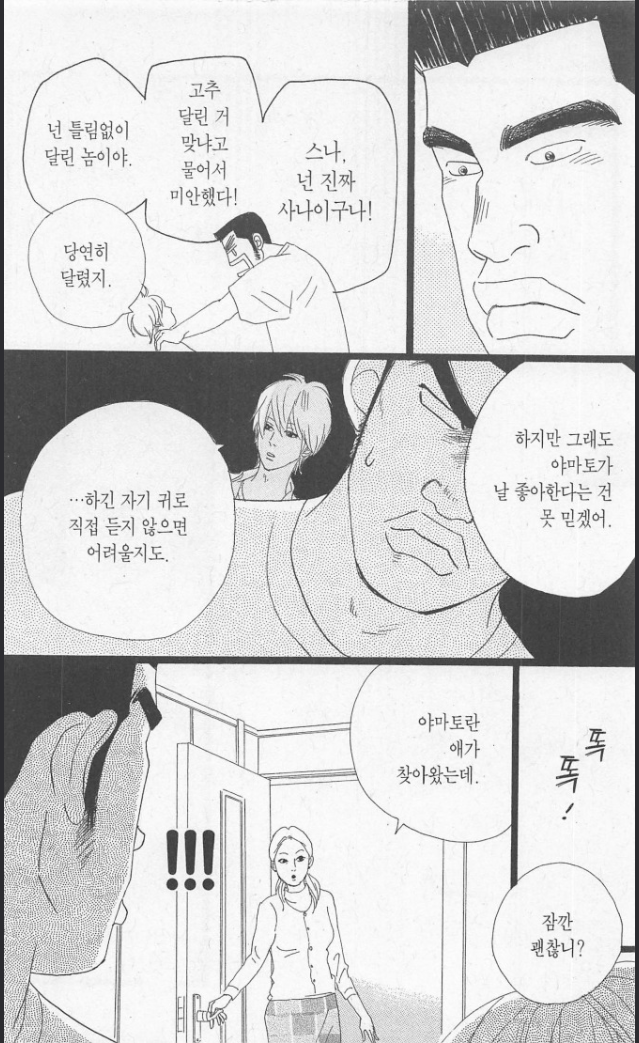 스나,
넌 진짜
사나이구나!
고추
달린 거
맞냐고
물어서
미안했다!
넌 틀림없이
달린 놈이야.
당연히
달렸지.
하지만 그래도
야마토가
날 좋아한다는 건
못 믿겠어.
…하긴 자기 귀로
직접 듣지 않으면
어려울지도.
똑
똑!
잠깐
괜찮니?
야마토란
애가
찾아왔는데.
!!!